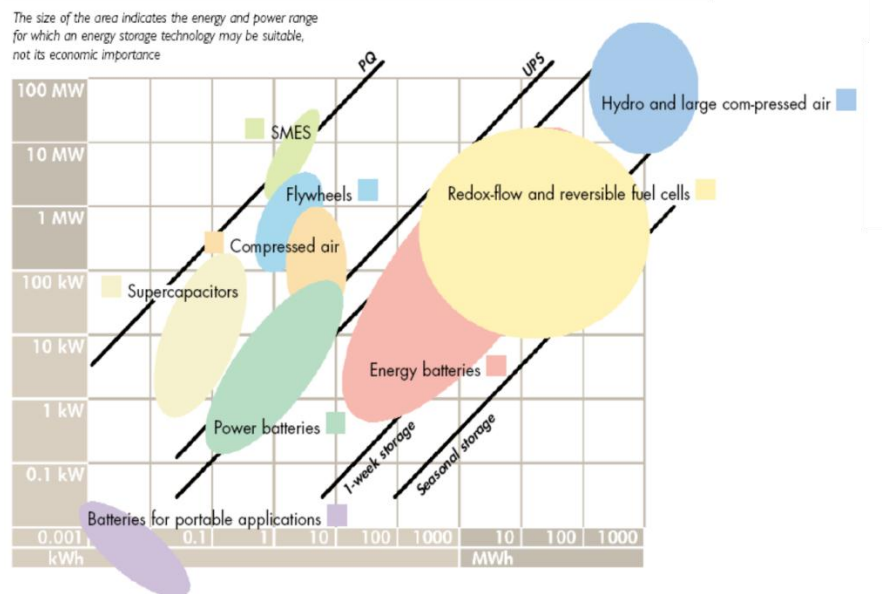 The size of the area indicates the energy and power range
for which an energy storage technology may be suitable,
not its economic importance
PQ
UPS
100 MW
Hydro and large com-pressed air
SMES
10 MW
Flywheels
Redox-flow and reversible fuel cells
1 MW
Compressed air
100 kW
Supercapacitors
10 kW
Energy batteries
1 kW
Power batteries
1-week storage
Seasonal storage
0.1 kW
Batteries for portable applications
0.001 0.1 1 10 100 1000 10 100 1000
kWh MWh